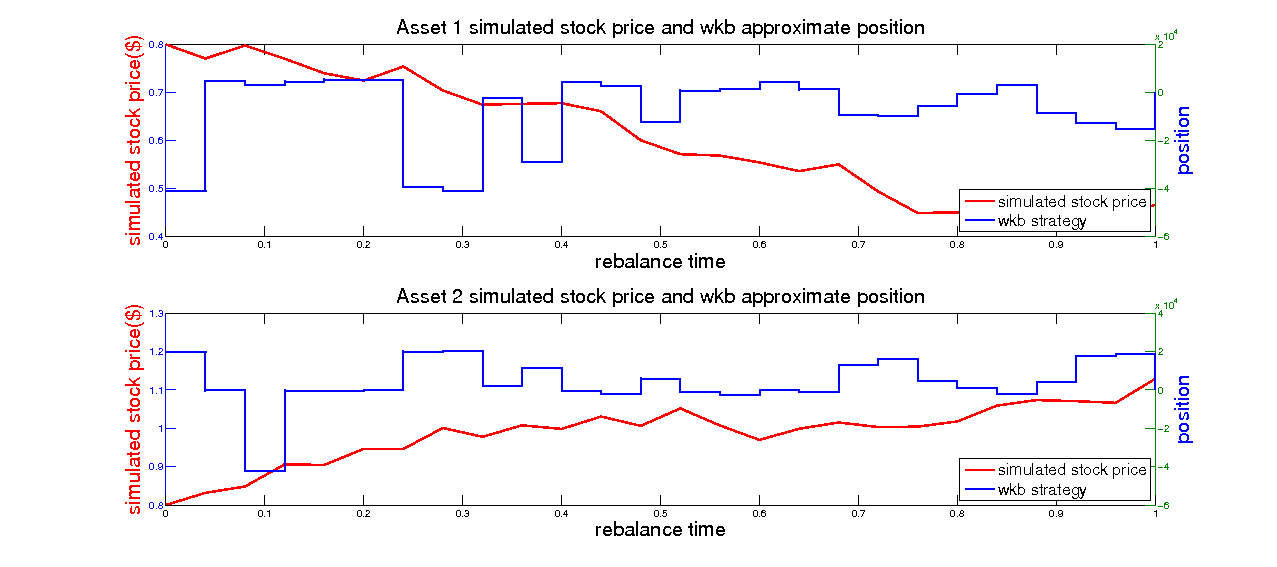 Asset 1 simulated stock price and wkb approximate position
x 10^4
simulated stock price($)
0.8
0.7
0.6
0.5
0.4
2
0
-2
-4
-6
position
simulated stock price
wkb strategy
0 0.1 0.2 0.3 0.4 0.5 0.6 0.7 0.8 0.9 1
rebalance time
Asset 2 simulated stock price and wkb approximate position
x 10^4
simulated stock price($)
1.3
1.2
1.1
1
0.9
0.8
4
2
0
-2
-4
-6
position
simulated stock price
wkb strategy
0 0.1 0.2 0.3 0.4 0.5 0.6 0.7 0.8 0.9 1
rebalance time